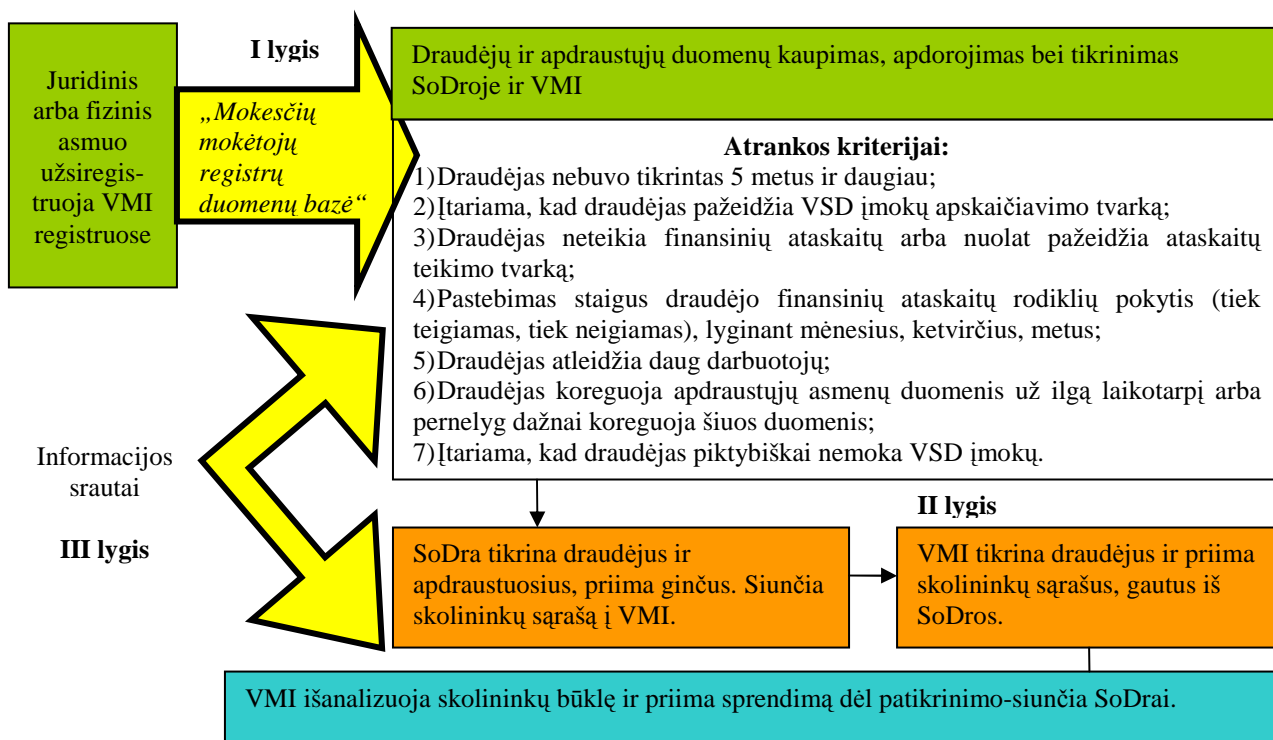 Juridinis
arba fizinis
asmuo
užsiregis-
truoja VMI
registruose
I lygis
„Mokesčių
mokėtojų
registrų
duomenų bazė“
Draudėjų ir apdraustųjų duomenų kaupimas, apdorojimas bei tikrinimas
SoDroje ir VMI
Atrankos kriterijai:
1)Draudėjas nebuvo tikrintas 5 metus ir daugiau;
2)Įtariama, kad draudėjas pažeidžia VSD įmokų apskaičiavimo tvarką;
3)Draudėjas neteikia finansinių ataskaitų arba nuolat pažeidžia ataskaitų
teikimo tvarką;
4)Pastebimas staigus draudėjo finansinių ataskaitų rodiklių pokytis (tiek
teigiamas, tiek neigiamas), lyginant mėnesius, ketvirčius, metus;
5)Draudėjas atleidžia daug darbuotojų;
6)Draudėjas koreguoja apdraustųjų asmenų duomenis už ilgą laikotarpį arba
pernelyg dažnai koreguoja šiuos duomenis;
7)Įtariama, kad draudėjas piktybiškai nemoka VSD įmokų.
Informacijos
srautai
III lygis
II lygis
SoDra tikrina draudėjus ir
apdraustuosius, priima ginčus. Siunčia
skolininkų sąrašą į VMI.
VMI tikrina draudėjus ir priima
skolininkų sąrašus, gautus iš
SoDros.
VMI išanalizuoja skolininkų būklę ir priima sprendimą dėl patikrinimo-siunčia SoDrai.